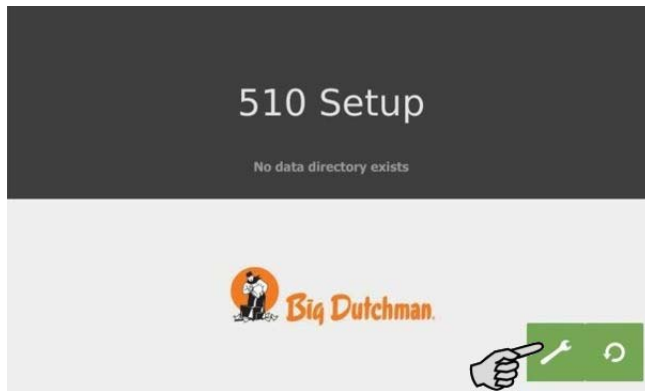 510 Setup
No data directory exists
Big Dutchman.